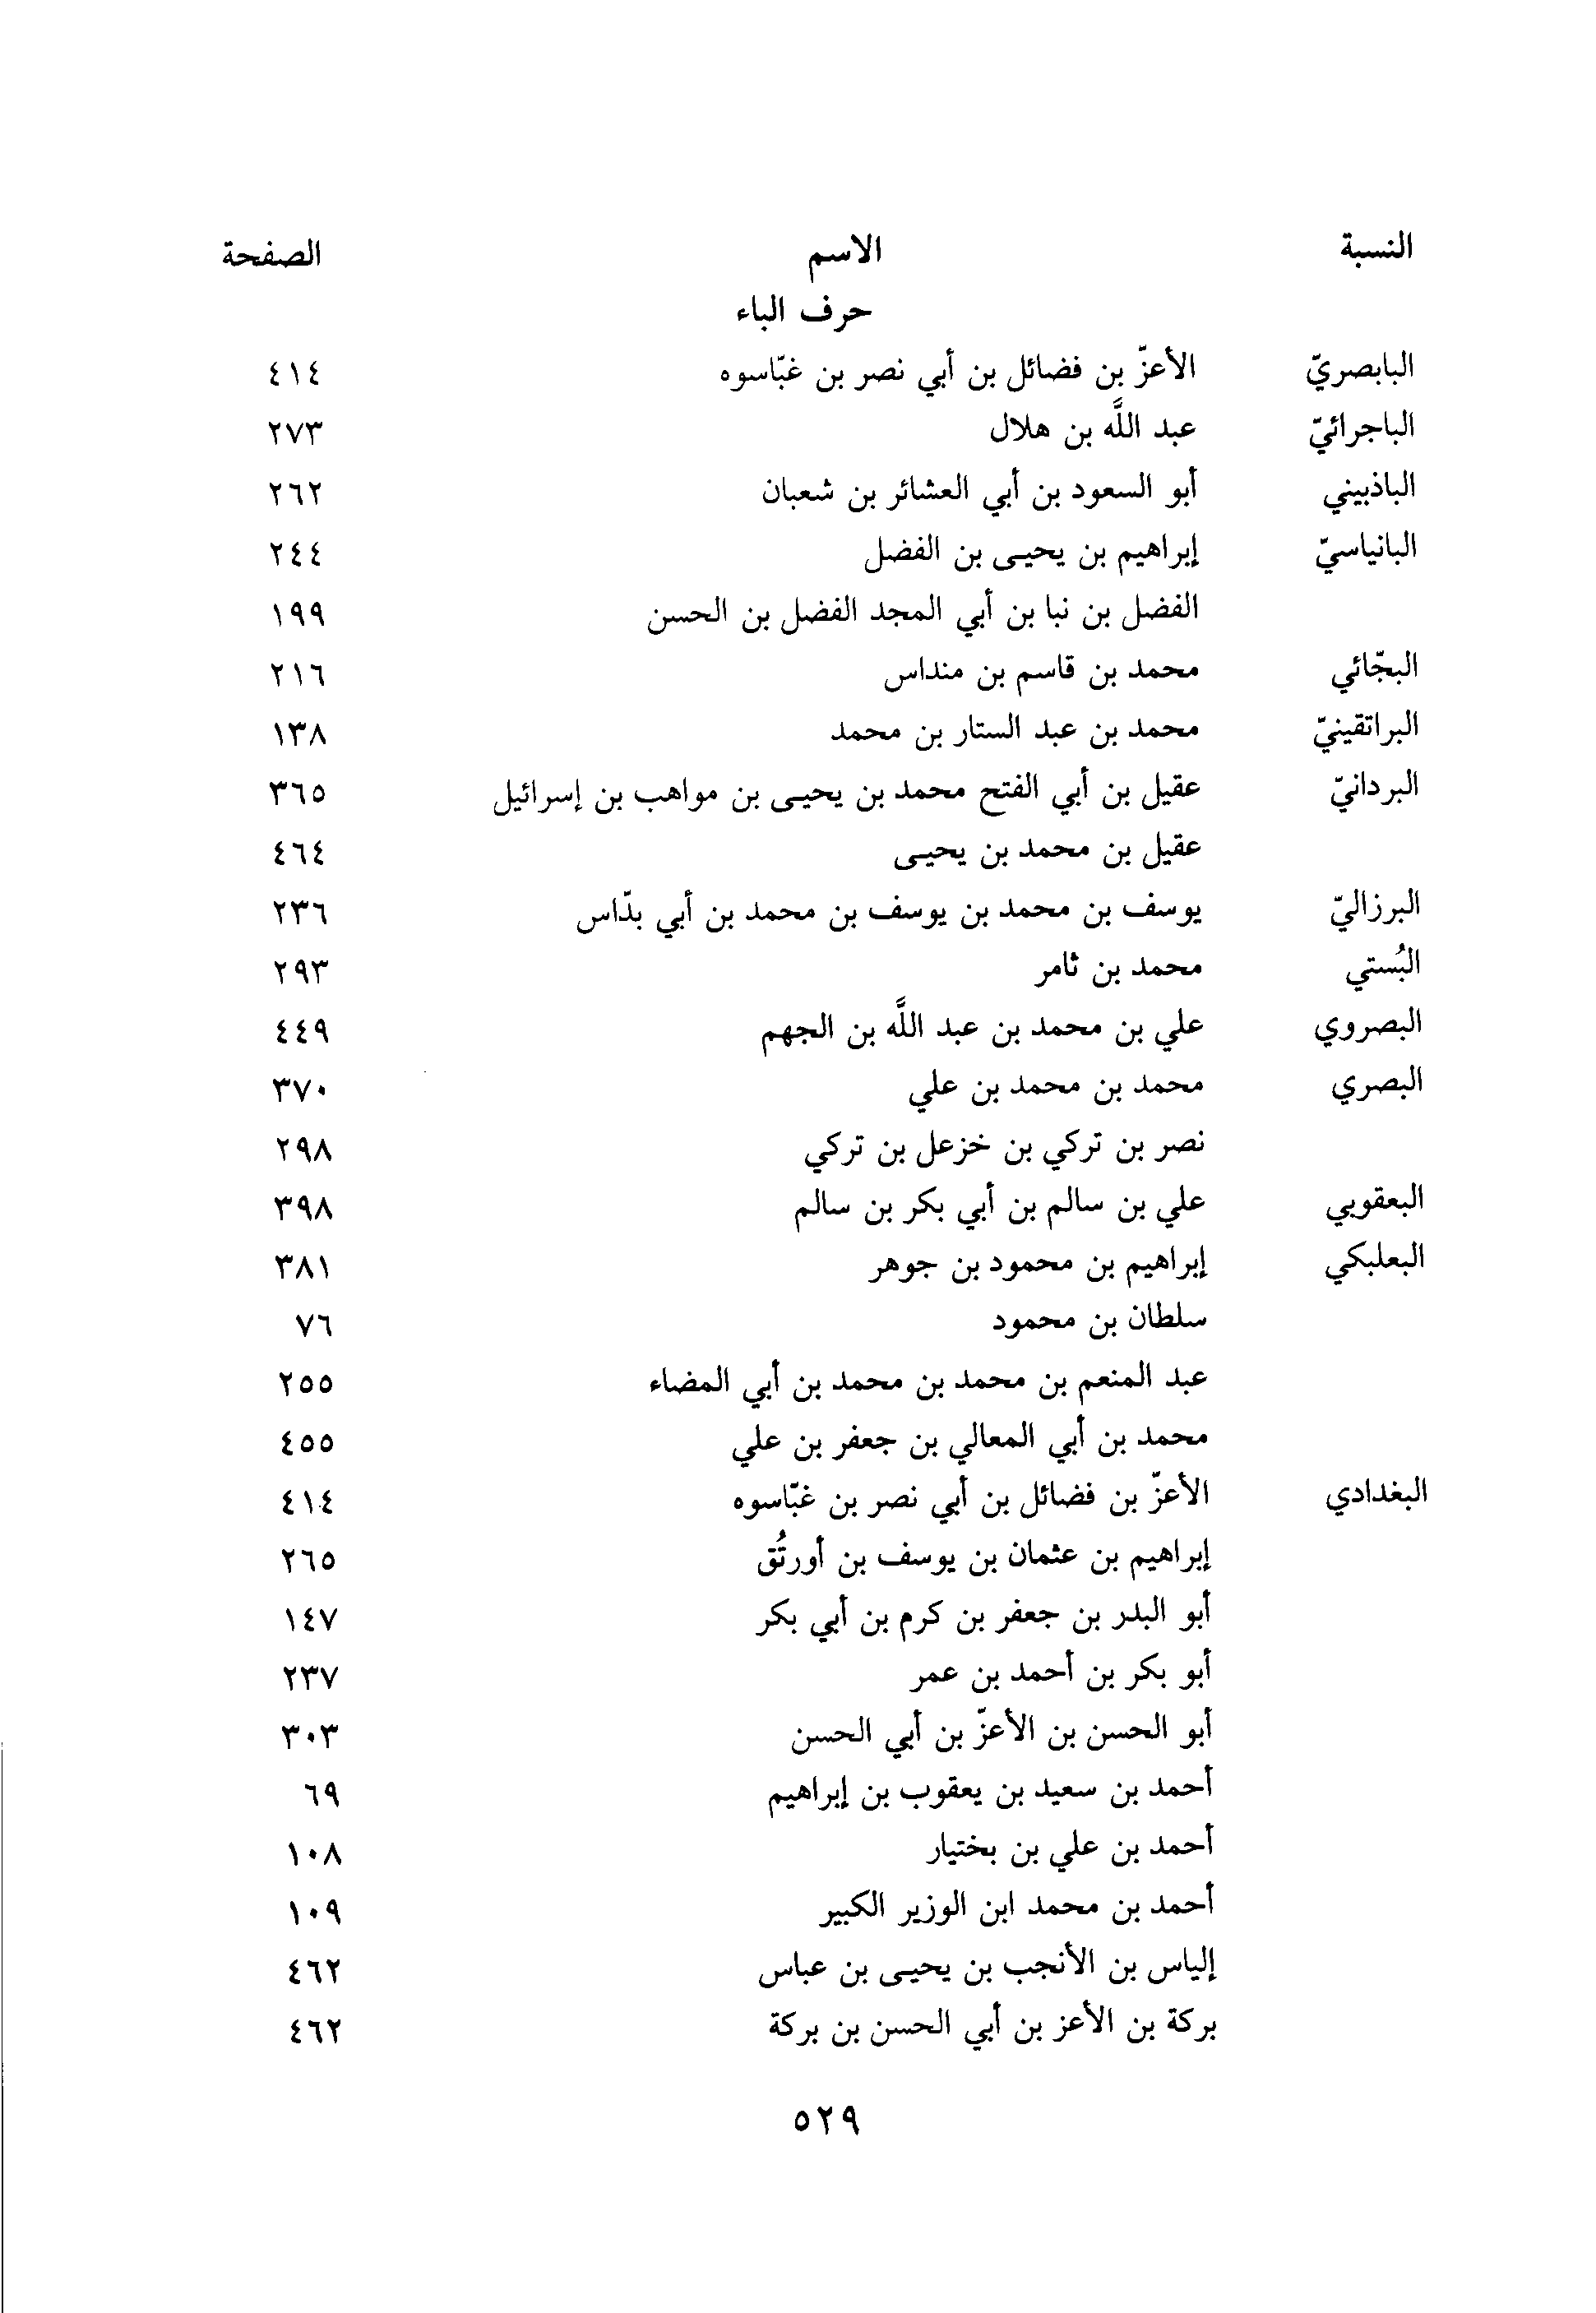 النسبة الاسم الصفحة
حرف الباء
البابصريّ الأعزّ بن فضائل بن أبي نصر بن غبّاسوه ٤١٤
الباجرائيّ عبد اللَّه بن هلال ٢٧٣
الباذبيني أبو السعود بن أبي العشائر بن شعبان ٢٦٢
البانياسيّ إبراهيم بن يحيى بن الفضل ٢٤٤
الفضل بن نبا بن أبي المجد الفضل بن الحسن ١٩٩
البجّائي محمد بن قاسم بن منداس ٢١٦
البراتقينيّ محمد بن عبد الستار بن محمد ١٣٨
البردانيّ عقيل بن أبي الفتح محمد بن يحيى بن مواهب بن إسرائيل ٣٦٥
عقيل بن محمد بن يحيى ٤٦٤
البرزاليّ يوسف بن محمد بن يوسف بن محمد بن أبي بدّاس ٢٣٦
البُستي محمد بن ثامر ٢٩٣
البصروي علي بن محمد بن عبد اللَّه بن الجهم ٤٤٩
البصري محمد بن محمد بن علي ٣٧٠
نصر بن تركي بن خزعل بن تركي ٢٩٨
البعقوبي علي بن سالم بن أبي بكر بن سالم ٣٩٨
البعلبكي إبراهيم بن محمود بن جوهر ٣٨١
سلطان بن محمود ٧٦
عبد المنعم بن محمد بن محمد بن أبي المضاء ٢٥٥
محمد بن أبي المعالي بن جعفر بن علي ٤٥٥
البغدادي الأعزّ بن فضائل بن أبي نصر بن غبّاسوه ٤١٤
إبراهيم بن عثمان بن يوسف بن أورتُق ٢٦٥
أبو البدر بن جعفر بن كرم بن أبي بكر ١٤٧
أبو بكر بن أحمد بن عمر ٢٣٧
أبو الحسن بن الأعزّ بن أبي الحسن ٣٠٣
أحمد بن سعيد بن يعقوب بن إبراهيم ٦٩
أحمد بن علي بن بختيار ١٠٨
أحمد بن محمد ابن الوزير الكبير ١٠٩
إلياس بن الأنجب بن يحيى بن عباس ٤٦٢
بركة بن الأعز بن أبي الحسن بن بركة ٤٦٢
٥٢٩